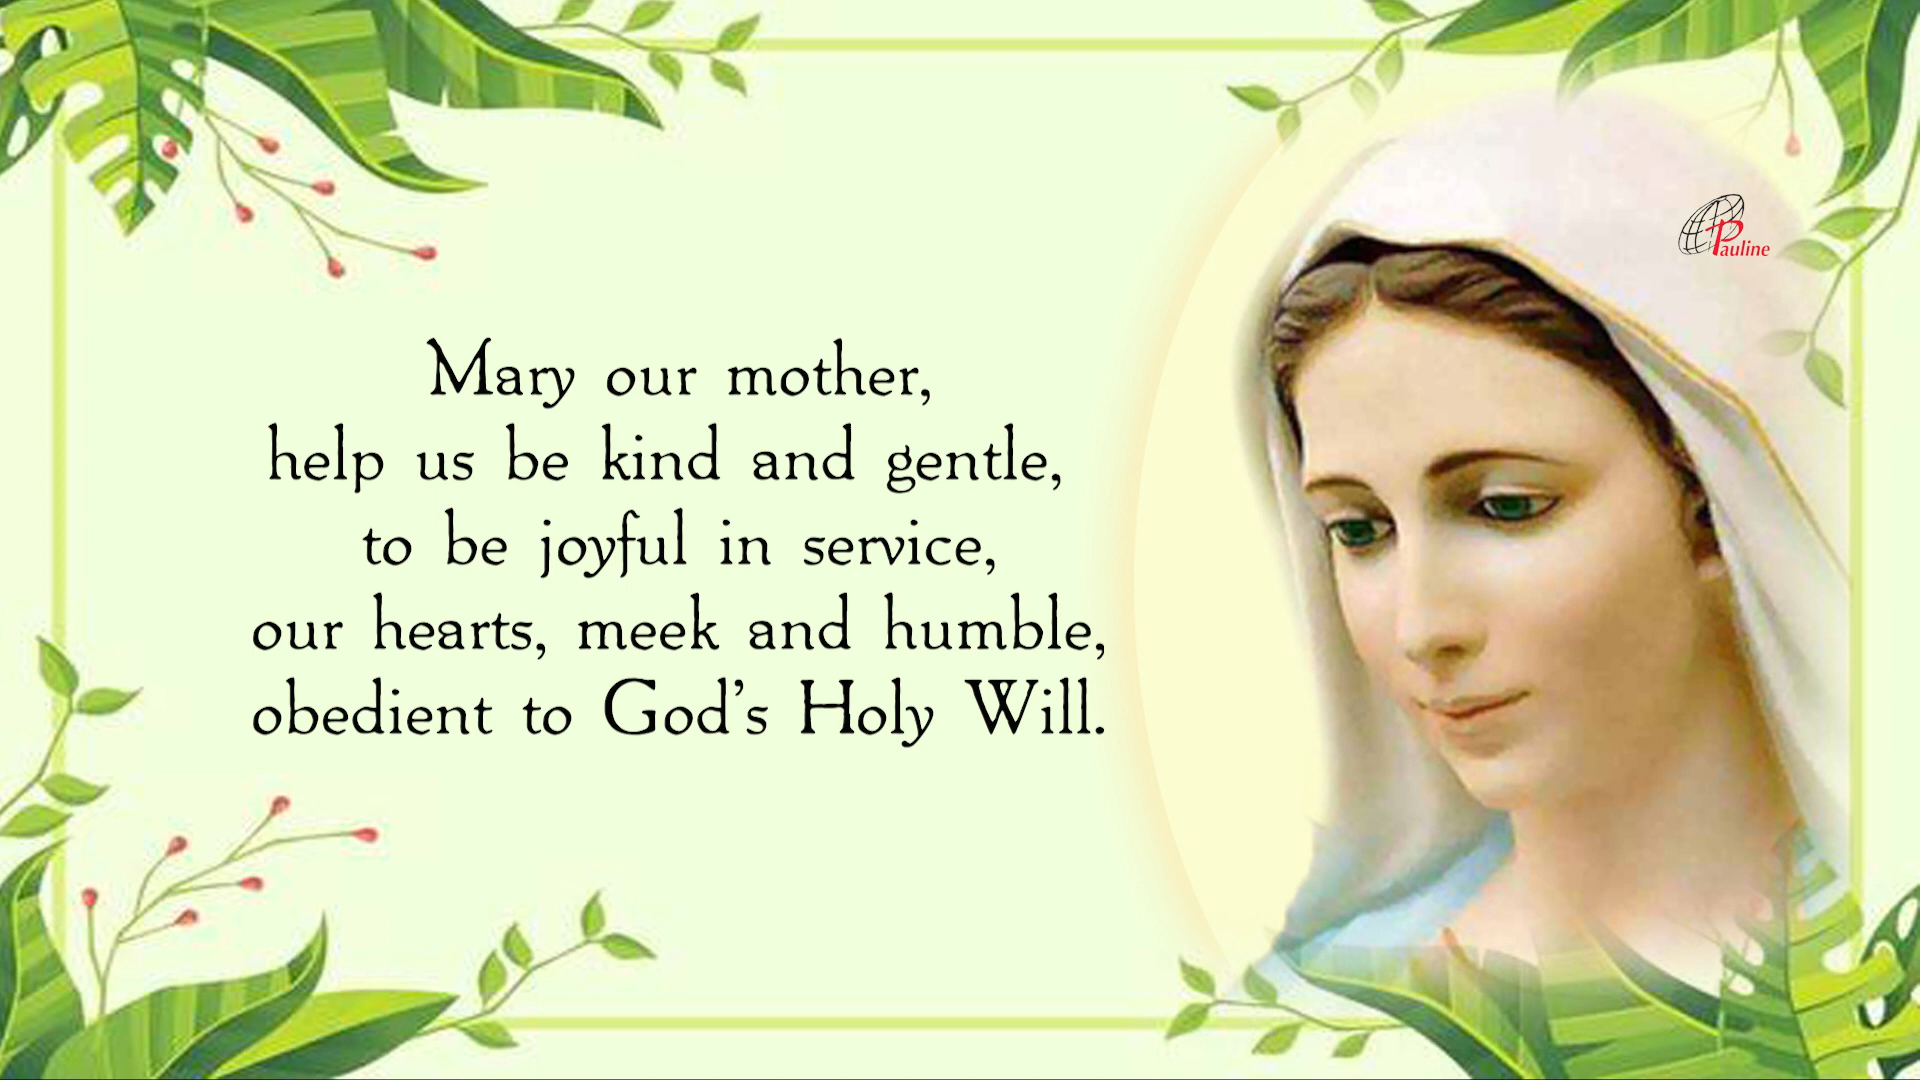 Mary our mother,
help us be kind and gentle,
to be joyful in service,
our hearts, meek and humble,
obedient to God’s Holy Will.
Pauline